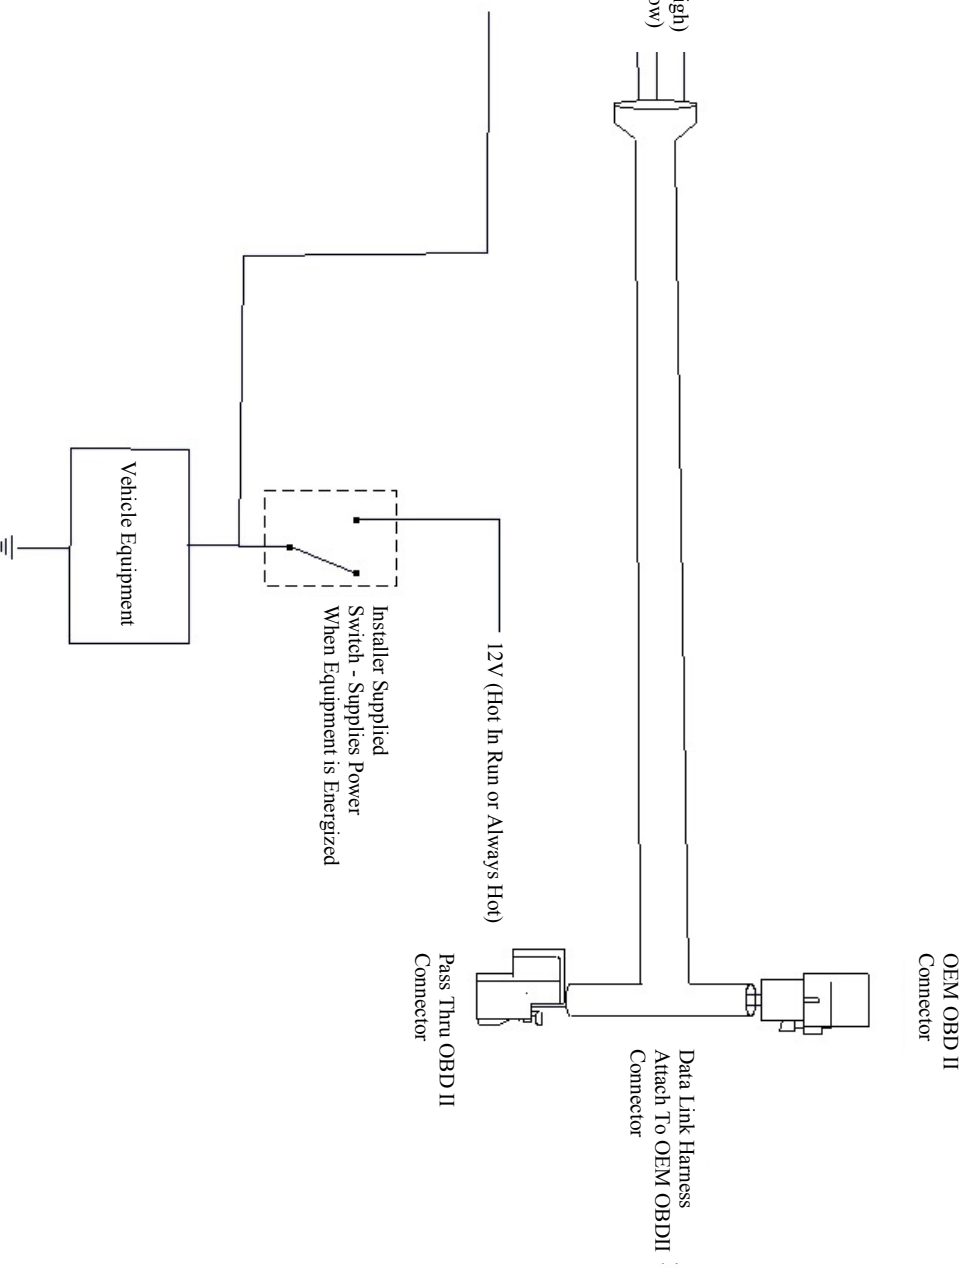 OEM OBD II
Connector
Data Link Harness
Attach To OEM OBDII
Connector
12V (Hot In Run or Always Hot)
Pass Thru OBD II
Connector
Installer Supplied
Switch - Supplies Power
When Equipment is Energized
Vehicle Equipment